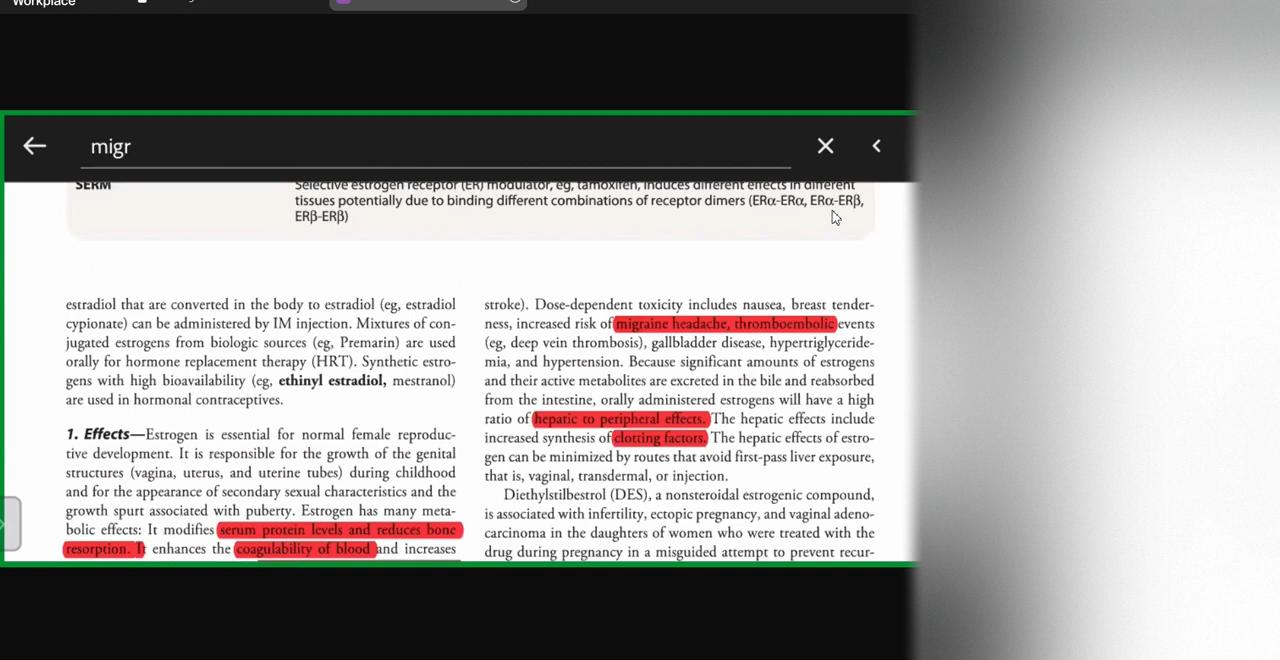 Workplace
migr
SERM
Selective estrogen receptor (ER) modulator, eg, tamoxifen, induces different effects in different
tissues potentially due to binding different combinations of receptor dimers (ERα-ERα, ERα-ERβ,
ERβ-ERβ)
estradiol that are converted in the body to estradiol (eg, estradiol
cypionate) can be administered by IM injection. Mixtures of con-
jugated estrogens from biologic sources (eg, Premarin) are used
orally for hormone replacement therapy (HRT). Synthetic estro-
gens with high bioavailability (eg, ethinyl estradiol, mestranol)
are used in hormonal contraceptives.
1. Effects—Estrogen is essential for normal female reproduc-
tive development. It is responsible for the growth of the genital
structures (vagina, uterus, and uterine tubes) during childhood
and for the appearance of secondary sexual characteristics and the
growth spurt associated with puberty. Estrogen has many meta-
bolic effects: It modifies serum protein levels and reduces bone
resorption. It enhances the coagulability of blood and increases
stroke). Dose-dependent toxicity includes nausea, breast tender-
ness, increased risk of migraine headache, thromboembolic events
(eg, deep vein thrombosis), gallbladder disease, hypertriglyceride-
mia, and hypertension. Because significant amounts of estrogens
and their active metabolites are excreted in the bile and reabsorbed
from the intestine, orally administered estrogens will have a high
ratio of hepatic to peripheral effects. The hepatic effects include
increased synthesis of clotting factors. The hepatic effects of estro-
gen can be minimized by routes that avoid first-pass liver exposure,
that is, vaginal, transdermal, or injection.
Diethylstilbestrol (DES), a nonsteroidal estrogenic compound,
is associated with infertility, ectopic pregnancy, and vaginal adeno-
carcinoma in the daughters of women who were treated with the
drug during pregnancy in a misguided attempt to prevent recur-